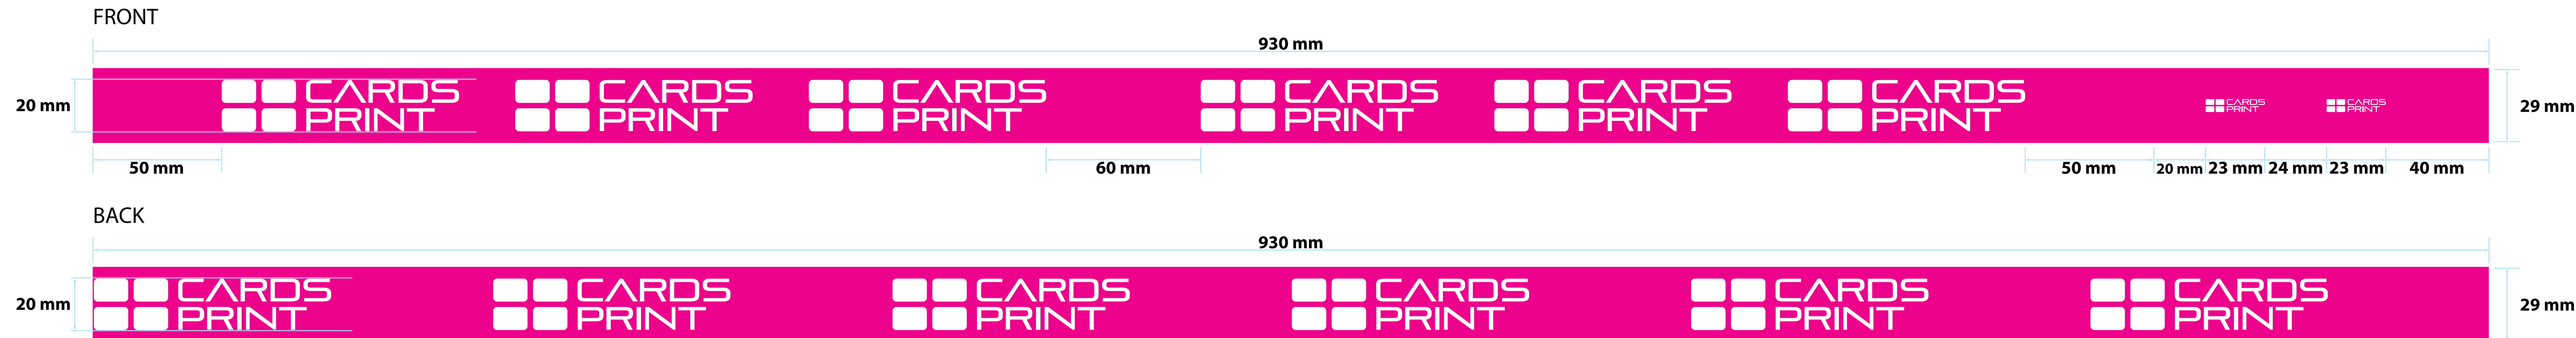 FRONT
930 mm
20 mm
CARDS CARDS CARDS CARDS CARDS CARDS CARDS CARDS
PRINT PRINT PRINT PRINT PRINT PRINT PRINT PRINT
29 mm
50 mm 60 mm 50 mm 20 mm 23 mm 24 mm 23 mm 40 mm
BACK
930 mm
20 mm
CARDS CARDS CARDS CARDS CARDS CARDS
PRINT PRINT PRINT PRINT PRINT PRINT
29 mm